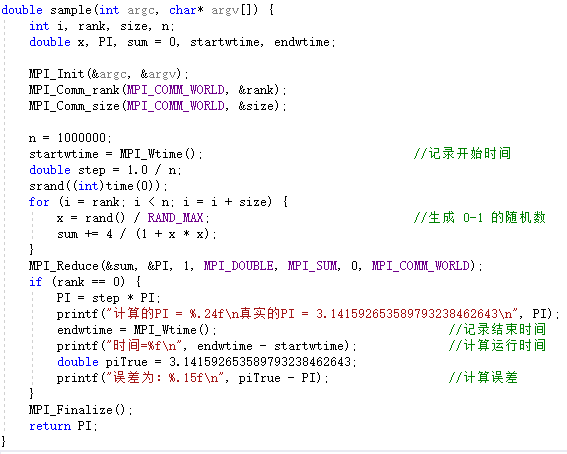 double sample(int argc, char* argv[]) {
int i, rank, size, n;
double x, PI, sum = 0, startwtime, endwtime;
MPI_Init(&argc, &argv);
MPI_Comm_rank(MPI_COMM_WORLD, &rank);
MPI_Comm_size(MPI_COMM_WORLD, &size);
n = 1000000;
startwtime = MPI_Wtime(); //记录开始时间
double step = 1.0 / n;
srand((int)time(0));
for (i = rank; i < n; i = i + size) {
x = rand() / RAND_MAX; //生成 0-1 的随机数
sum += 4 / (1 + x * x);
}
MPI_Reduce(&sum, &PI, 1, MPI_DOUBLE, MPI_SUM, 0, MPI_COMM_WORLD);
if (rank == 0) {
PI = step * PI;
printf("计算的PI = %.24f\n真实的PI = 3.141592653589793238462643\n", PI);
endwtime = MPI_Wtime(); //记录结束时间
printf("时间=%f\n", endwtime - startwtime); //计算运行时间
double piTrue = 3.141592653589793238462643;
printf("误差为: %.15f\n", piTrue - PI); //计算误差
}
MPI_Finalize();
return PI;
}